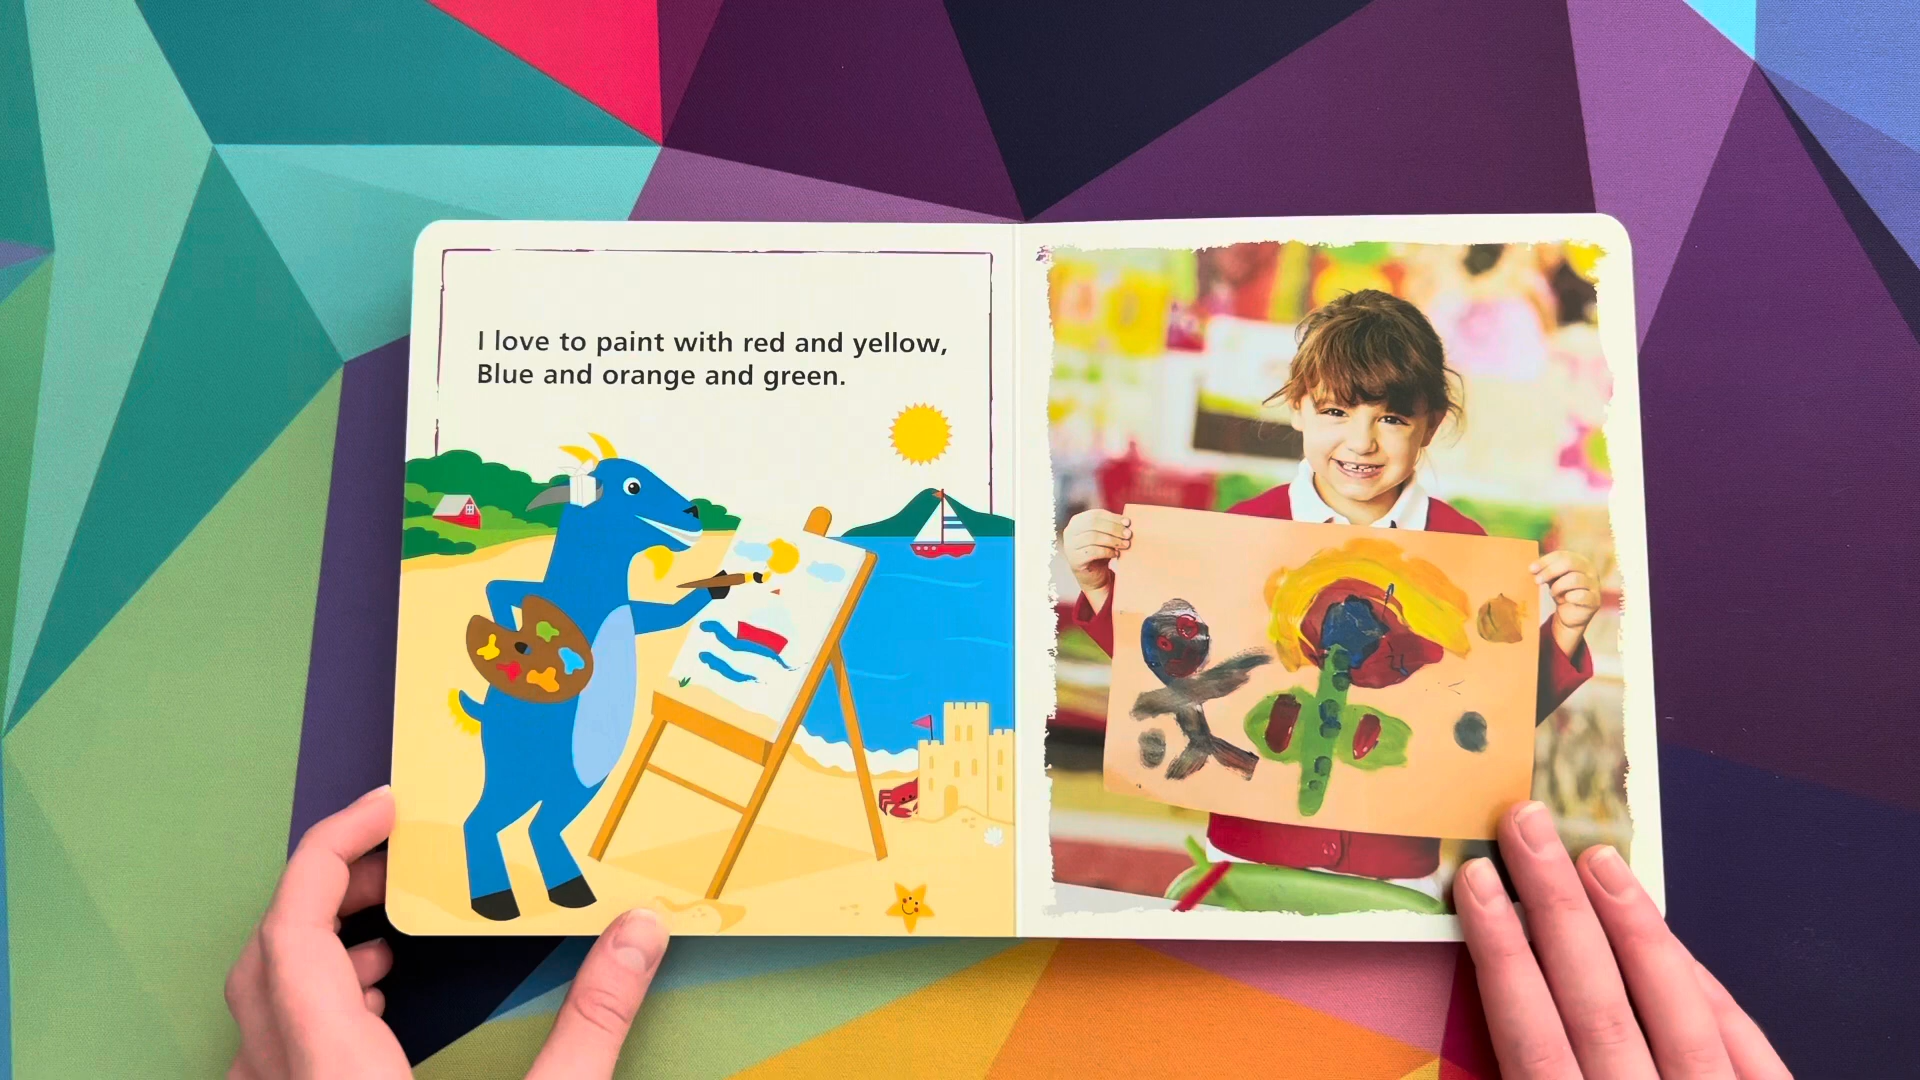 I love to paint with red and yellow,
Blue and orange and green.